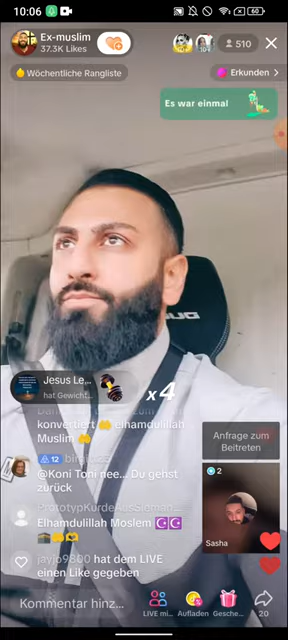 10:06
60
Ex-muslim
37.3K Likes
510
Wöchentliche Rangliste
Erkunden >
Es war einmal
Jesus Le...
hat Gewicht...
x4
konvertiert 🤲 elhamdulillah
Muslim 🤲
12
@Koni Toni nee... Du gehst
zurück
Anfrage zum
Beitreten
2
Elhamdulillah Moslem ☪️☪️
🕋🤲🫶
Sasha
javjo9800 hat dem LIVE
einen Like gegeben
Kommentar hinz...
LIVE mi...
Aufladen
Gesche...
20